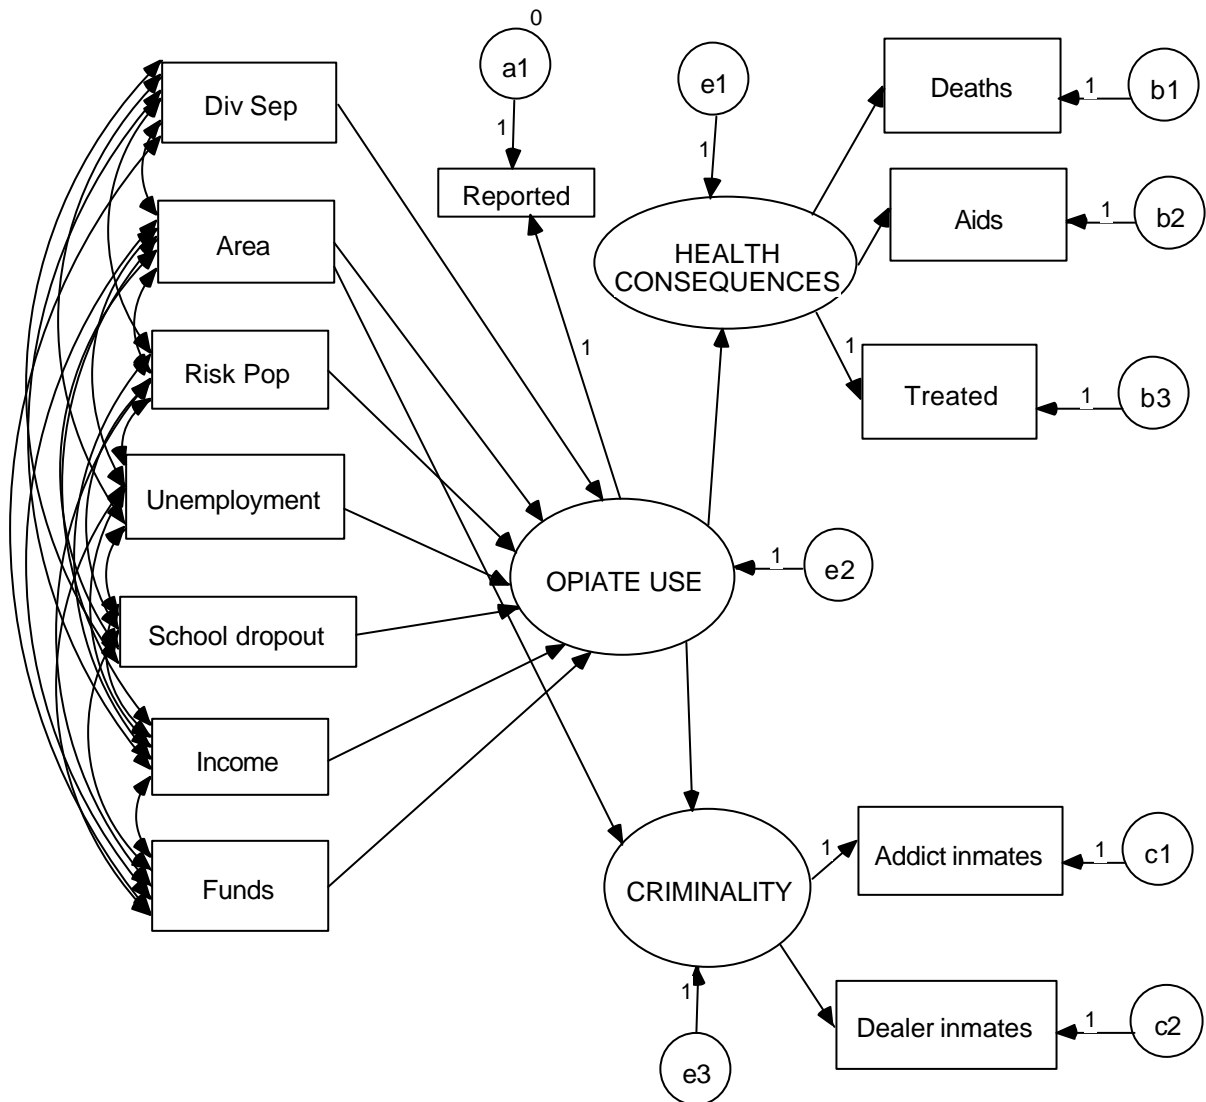 0
a1
1
Reported
1
e1
1
HEALTH
CONSEQUENCES
Deaths
1
b1
Aids
1
b2
1
Treated
1
b3
Div Sep
Area
Risk Pop
Unemployment
School dropout
Income
Funds
OPIATE USE
1
e2
CRIMINALITY
1
e3
1
Addict inmates
1
c1
Dealer inmates
1
c2